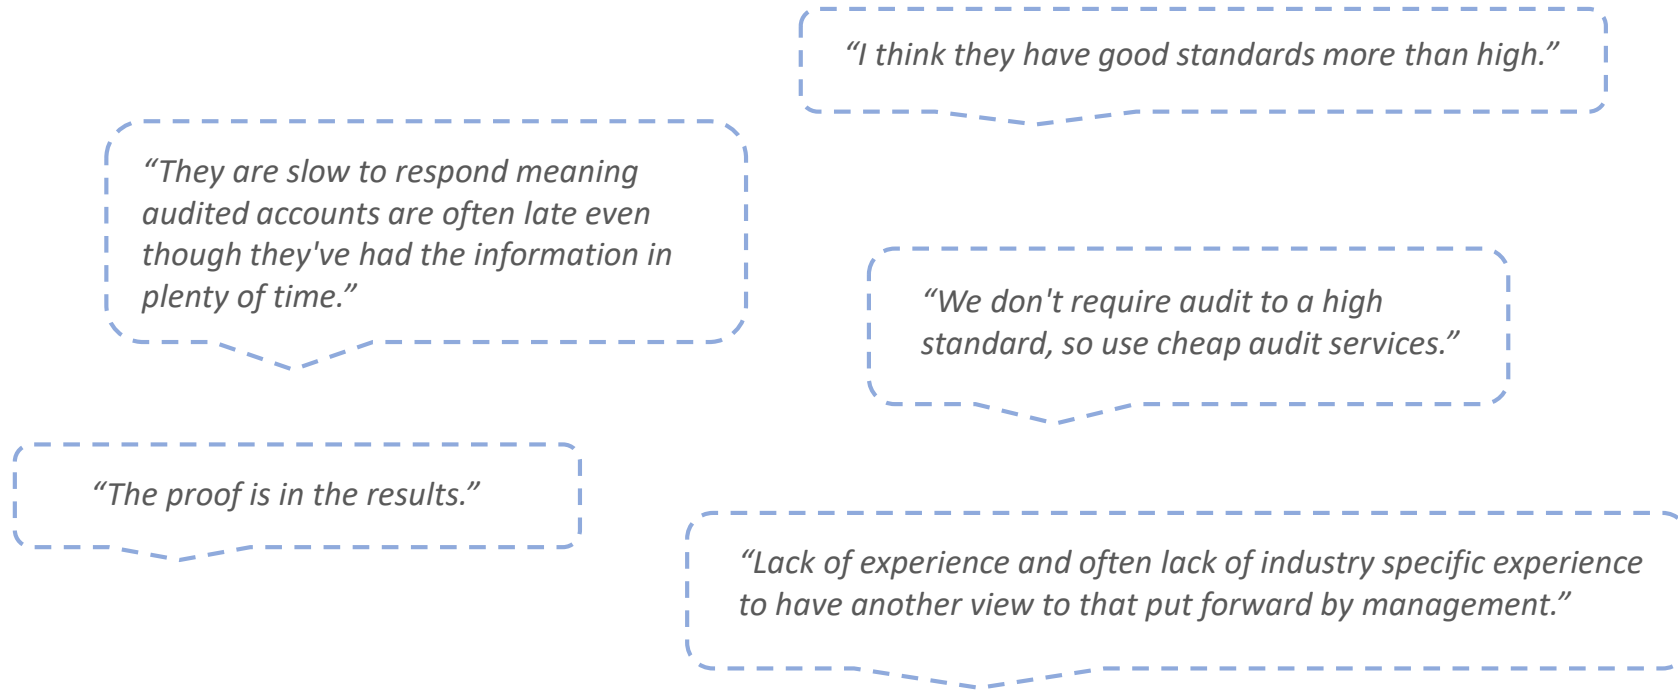 “I think they have good standards more than high.”
“They are slow to respond meaning
audited accounts are often late even
though they've had the information in
plenty of time.”
“We don't require audit to a high
standard, so use cheap audit services.”
“The proof is in the results.”
“Lack of experience and often lack of industry specific experience
to have another view to that put forward by management.”